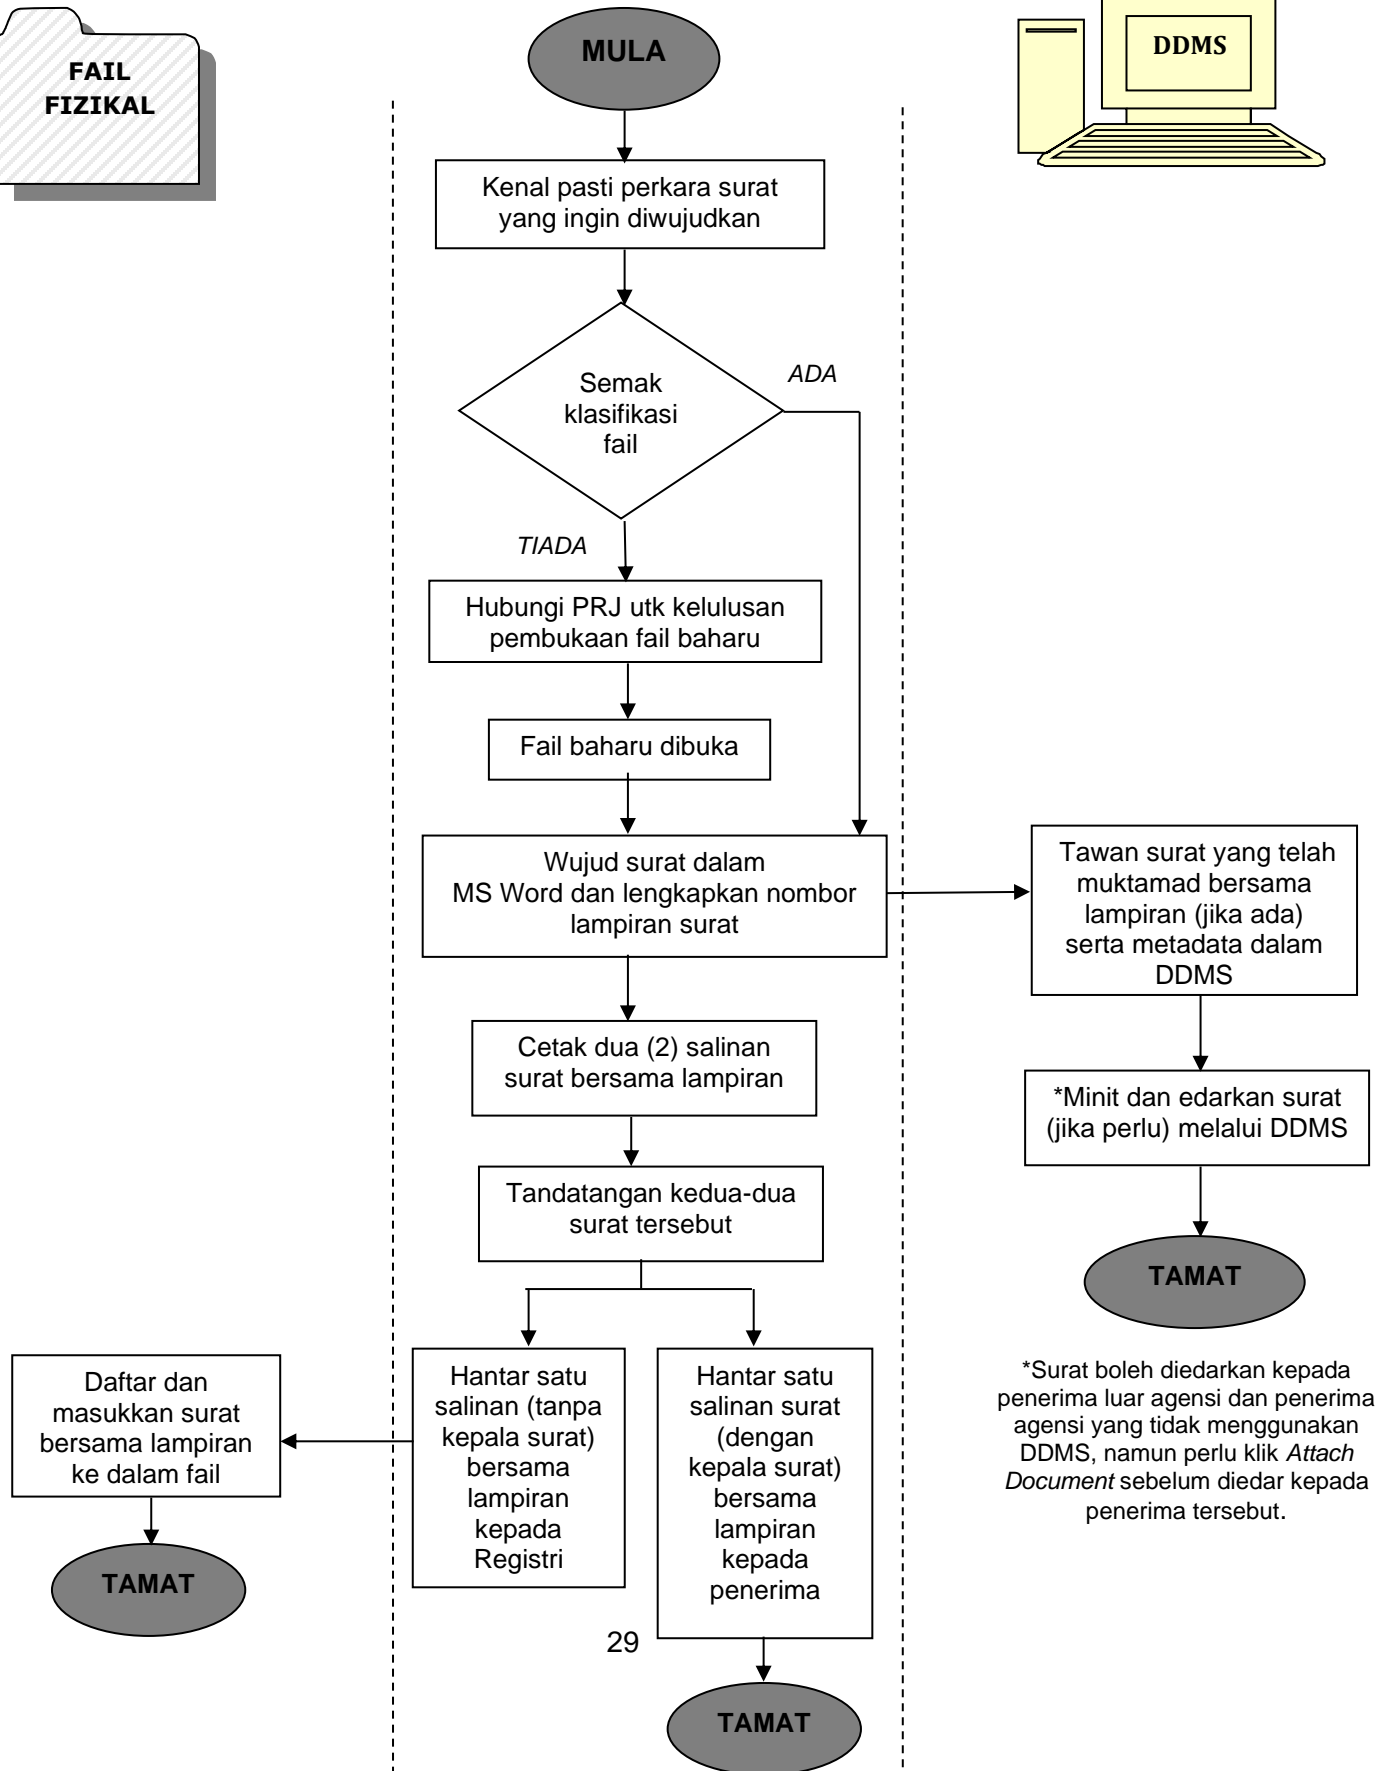 FAIL
FIZIKAL
MULA
DDMS
Kenal pasti perkara surat
yang ingin diwujudkan
Semak
klasifikasi
fail
ADA
TIADA
Hubungi PRJ utk kelulusan
pembukaan fail baharu
Fail baharu dibuka
Wujud surat dalam
MS Word dan lengkapkan nombor
lampiran surat
Tawan surat yang telah
muktamad bersama
lampiran (jika ada)
serta metadata dalam
DDMS
Cetak dua (2) salinan
surat bersama lampiran
*Minit dan edarkan surat
(jika perlu) melalui DDMS
Tandatangan kedua-dua
surat tersebut
TAMAT
Daftar dan
masukkan surat
bersama lampiran
ke dalam fail
Hantar satu
salinan (tanpa
kepala surat)
bersama
lampiran
kepada
Registri
Hantar satu
salinan surat
(dengan
kepala surat)
bersama
lampiran
kepada
penerima
*Surat boleh diedarkan kepada
penerima luar agensi dan penerima
agensi yang tidak menggunakan
DDMS, namun perlu klik Attach
Document sebelum diedar kepada
penerima tersebut.
TAMAT
29
TAMAT